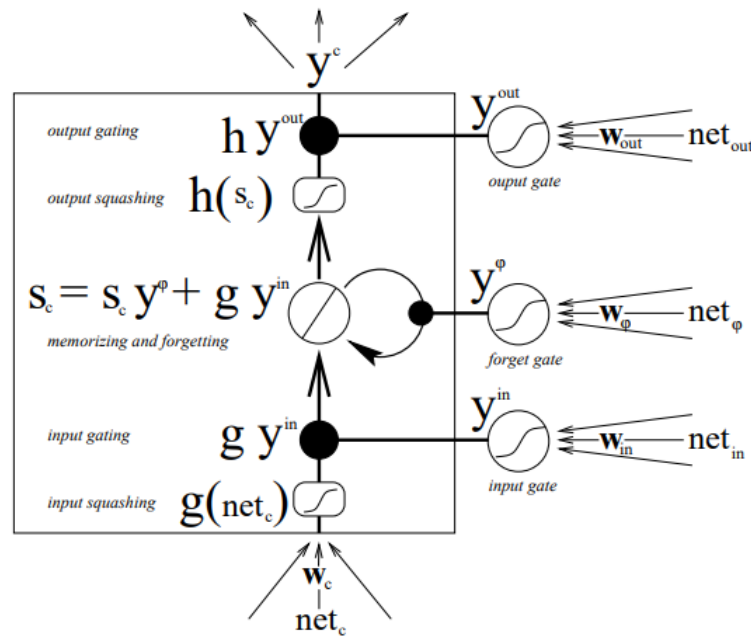 y^c
output gating
h y^out
y^out
w_out
net_out
ouput gate
output squashing
h(s_c)
s_c = s_c y^φ + g y^in
memorizing and forgetting
y^φ
w_φ
net_φ
forget gate
input gating
g y^in
y^in
w_in
net_in
input gate
input squashing
g(net_c)
w_c
net_c